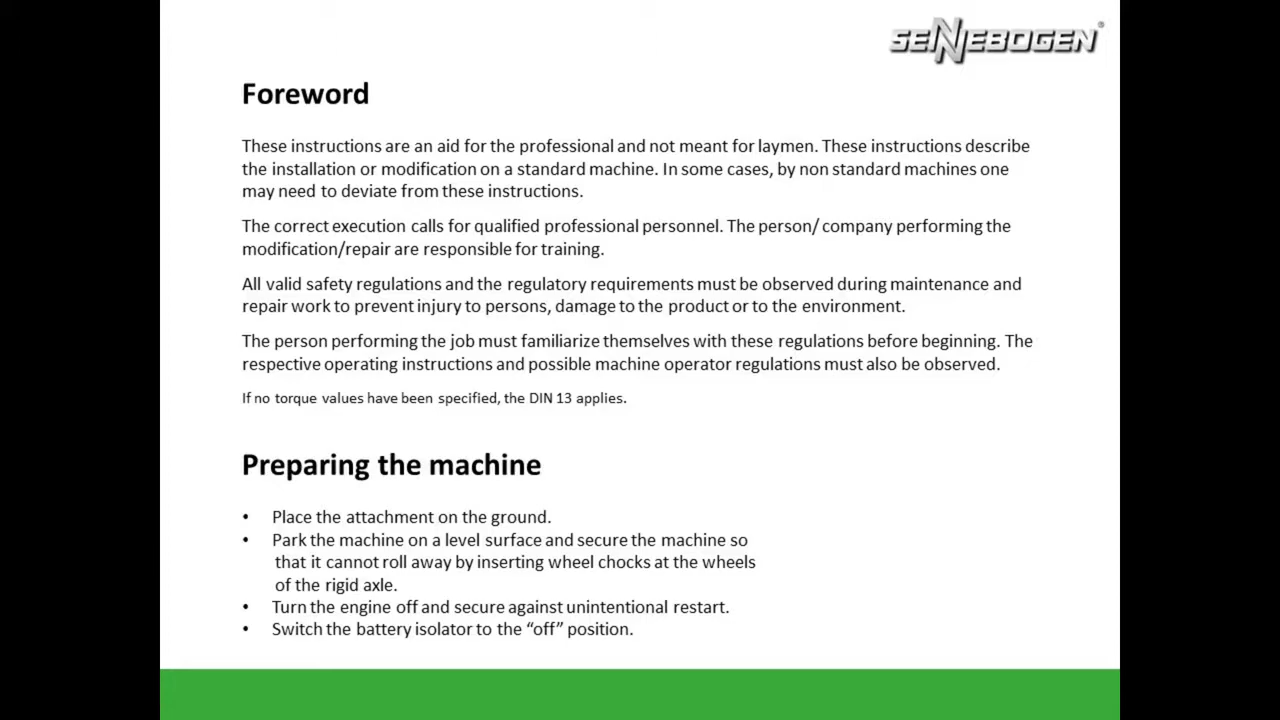 SENNEBOGEN®
Foreword
These instructions are an aid for the professional and not meant for laymen. These instructions describe
the installation or modification on a standard machine. In some cases, by non standard machines one
may need to deviate from these instructions.
The correct execution calls for qualified professional personnel. The person/ company performing the
modification/repair are responsible for training.
All valid safety regulations and the regulatory requirements must be observed during maintenance and
repair work to prevent injury to persons, damage to the product or to the environment.
The person performing the job must familiarize themselves with these regulations before beginning. The
respective operating instructions and possible machine operator regulations must also be observed.
If no torque values have been specified, the DIN 13 applies.
Preparing the machine
• Place the attachment on the ground.
• Park the machine on a level surface and secure the machine so
that it cannot roll away by inserting wheel chocks at the wheels
of the rigid axle.
• Turn the engine off and secure against unintentional restart.
• Switch the battery isolator to the “off” position.